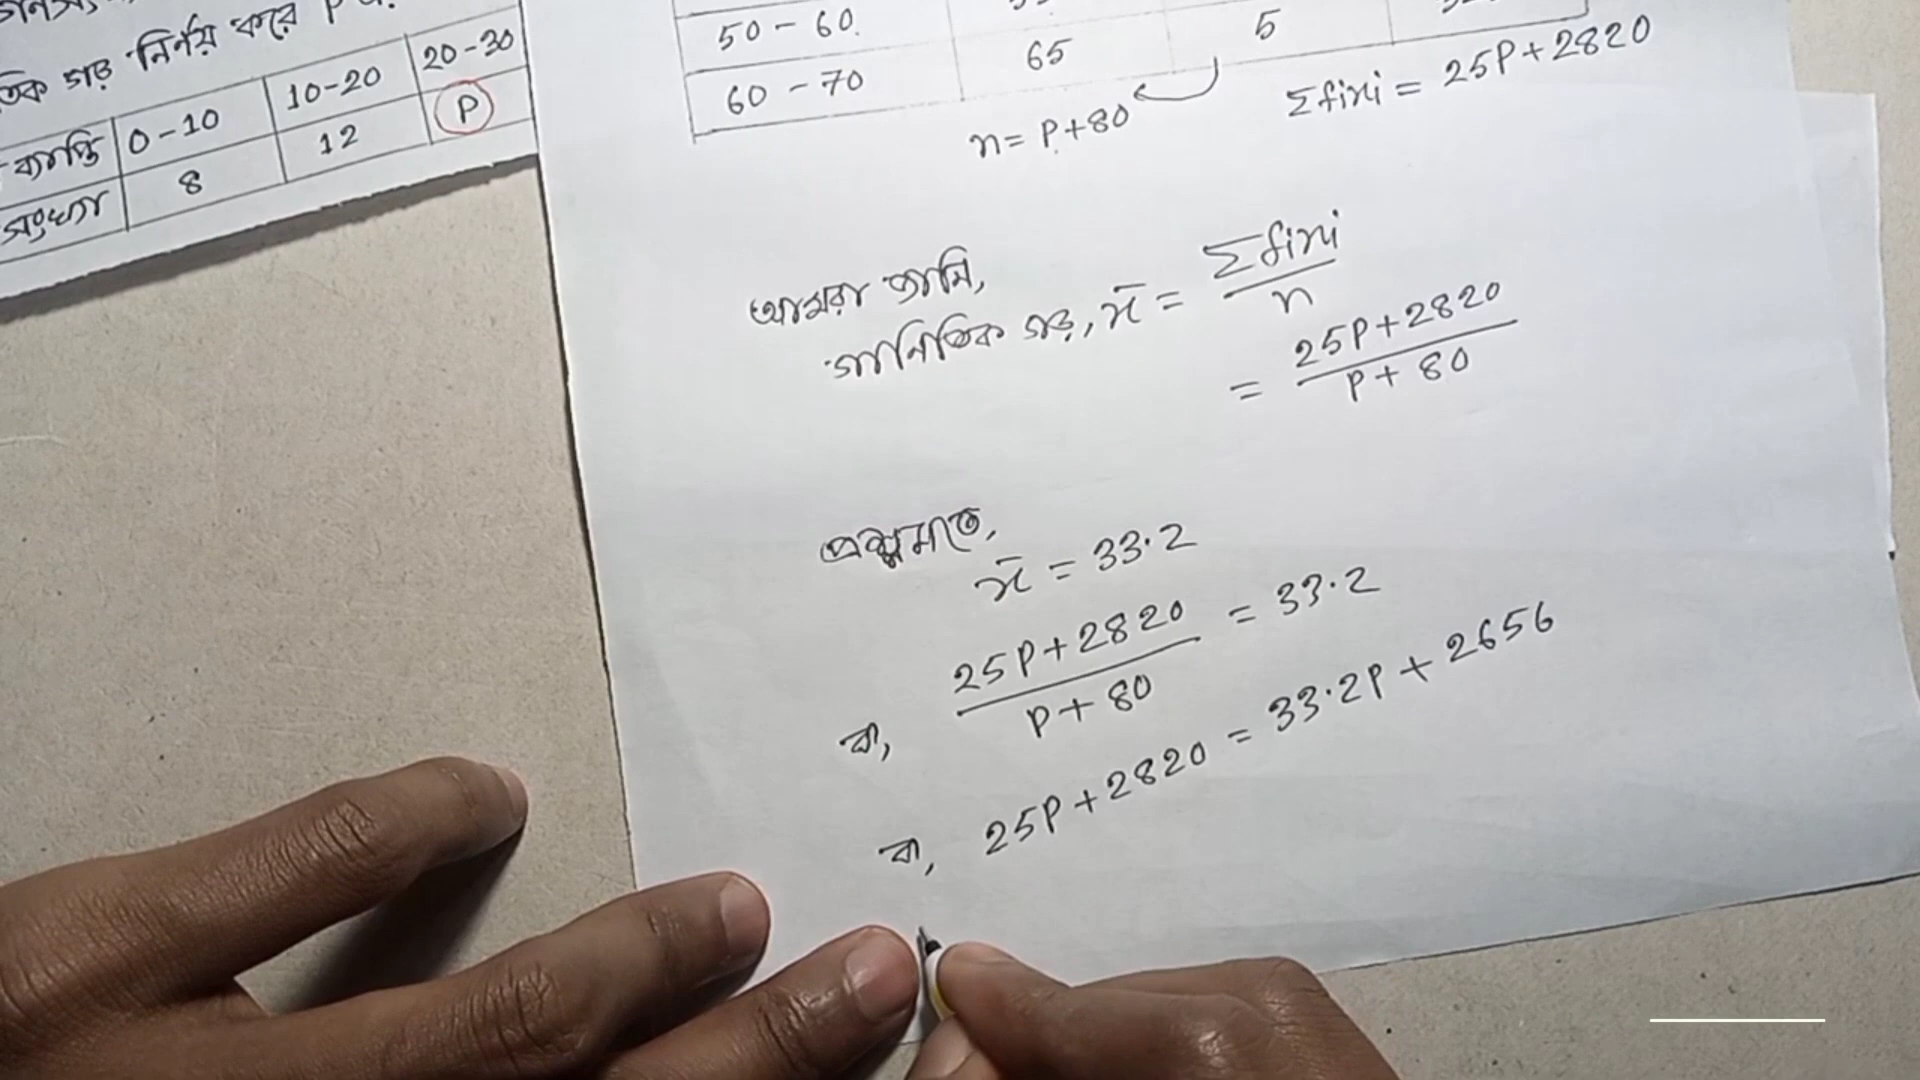 নির্ণয় করে P
গড়
ব্যাপ্তি 0-10 10-20 20-30
সংখ্যা 8 12 P
50-60
60-70 65 5
n= P+80
Σfixi = 25P+2820
আমরা জানি,
গানিতিক গড়, x̄ = Σfixi/n
= 25P+2820/P+80
প্রশ্নমতে,
x̄ = 33.2
বা, 25P+2820/P+80 = 33.2
বা, 25P+2820 = 33.2P+2656